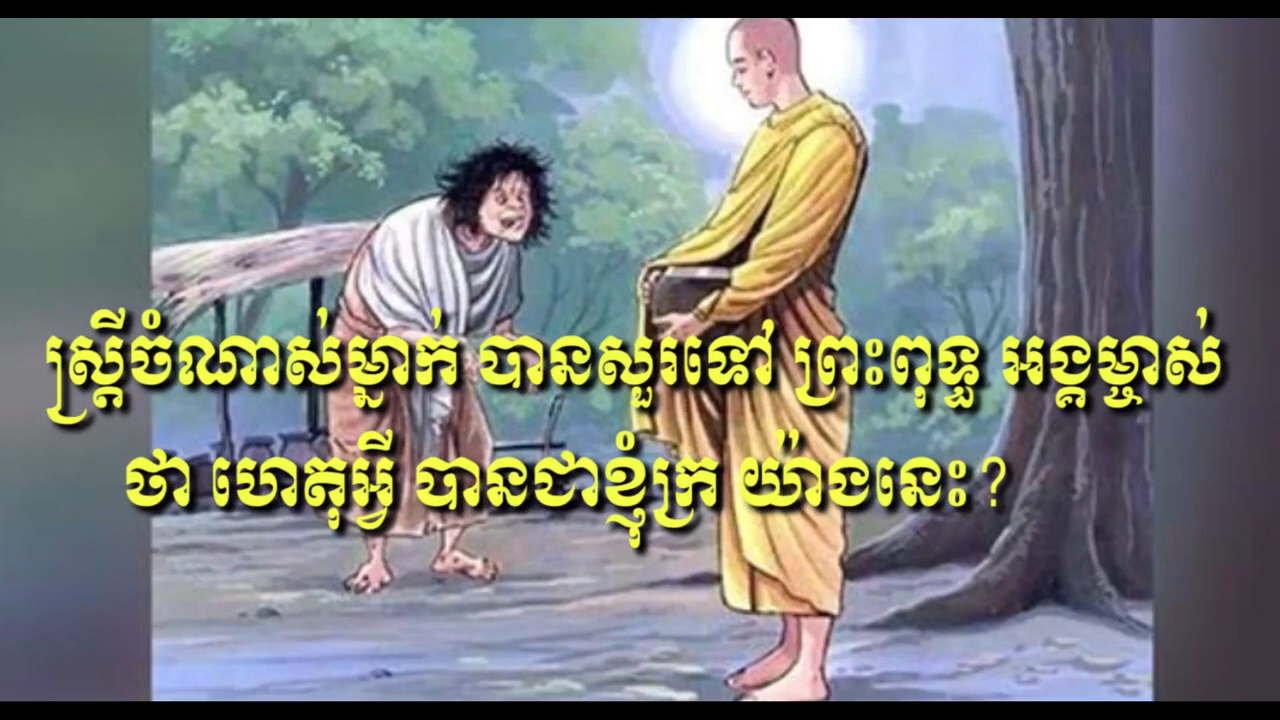 ស្ត្រីចំណាស់ម្នាក់ បានសួរទៅ ព្រះពុទ្ធ អង្គម្ចាស់
ថា ហេតុអ្វី បានជាខ្ញុំក្រ យ៉ាងនេះ?